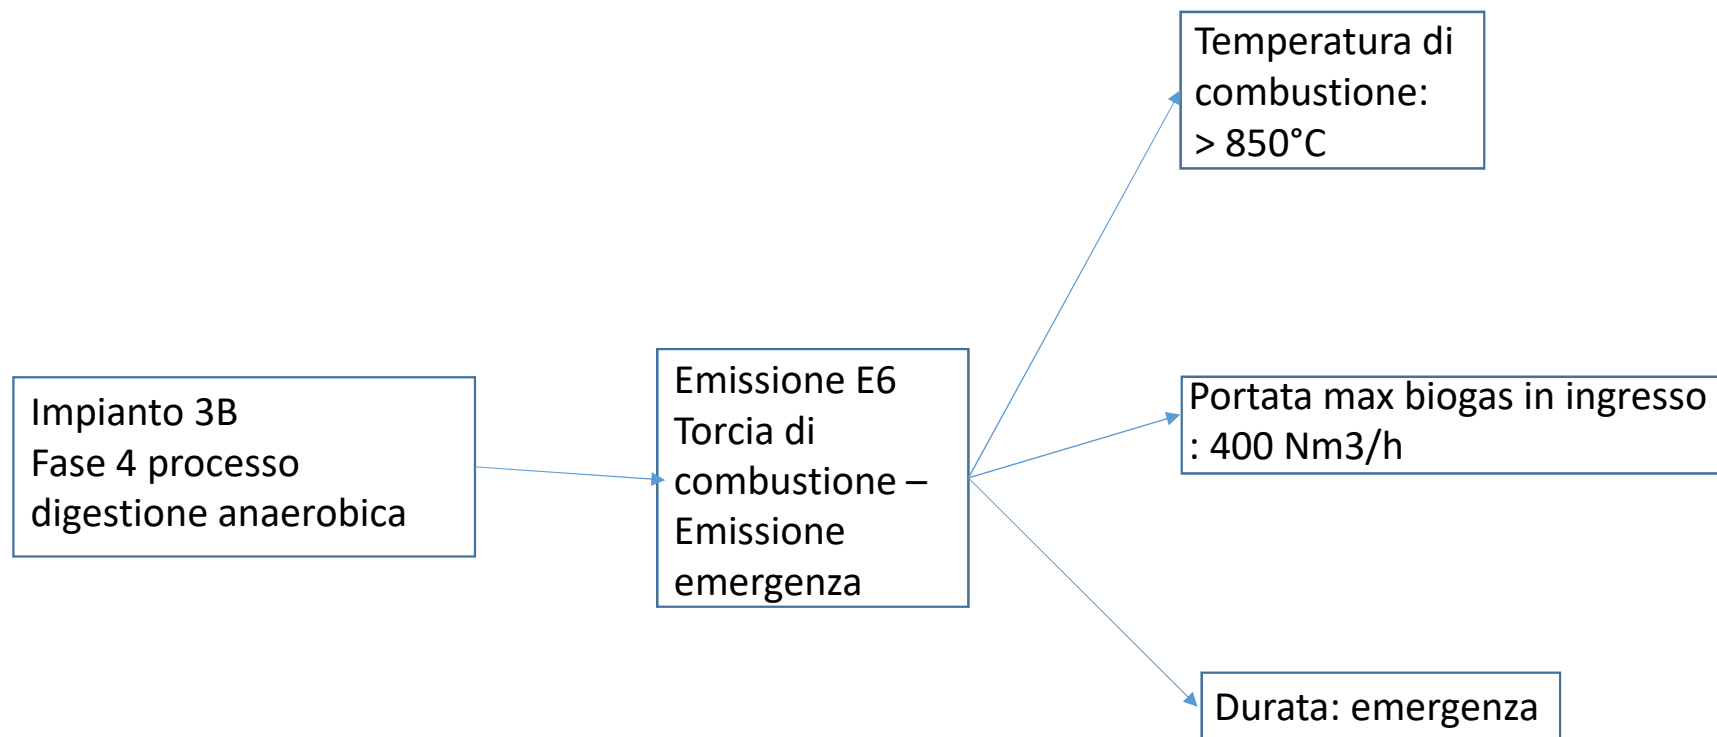 Impianto 3B
Fase 4 processo
digestione anaerobica
Emissione E6
Torcia di
combustione –
Emissione
emergenza
Temperatura di
combustione:
> 850°C
Portata max biogas in ingresso
: 400 Nm3/h
Durata: emergenza